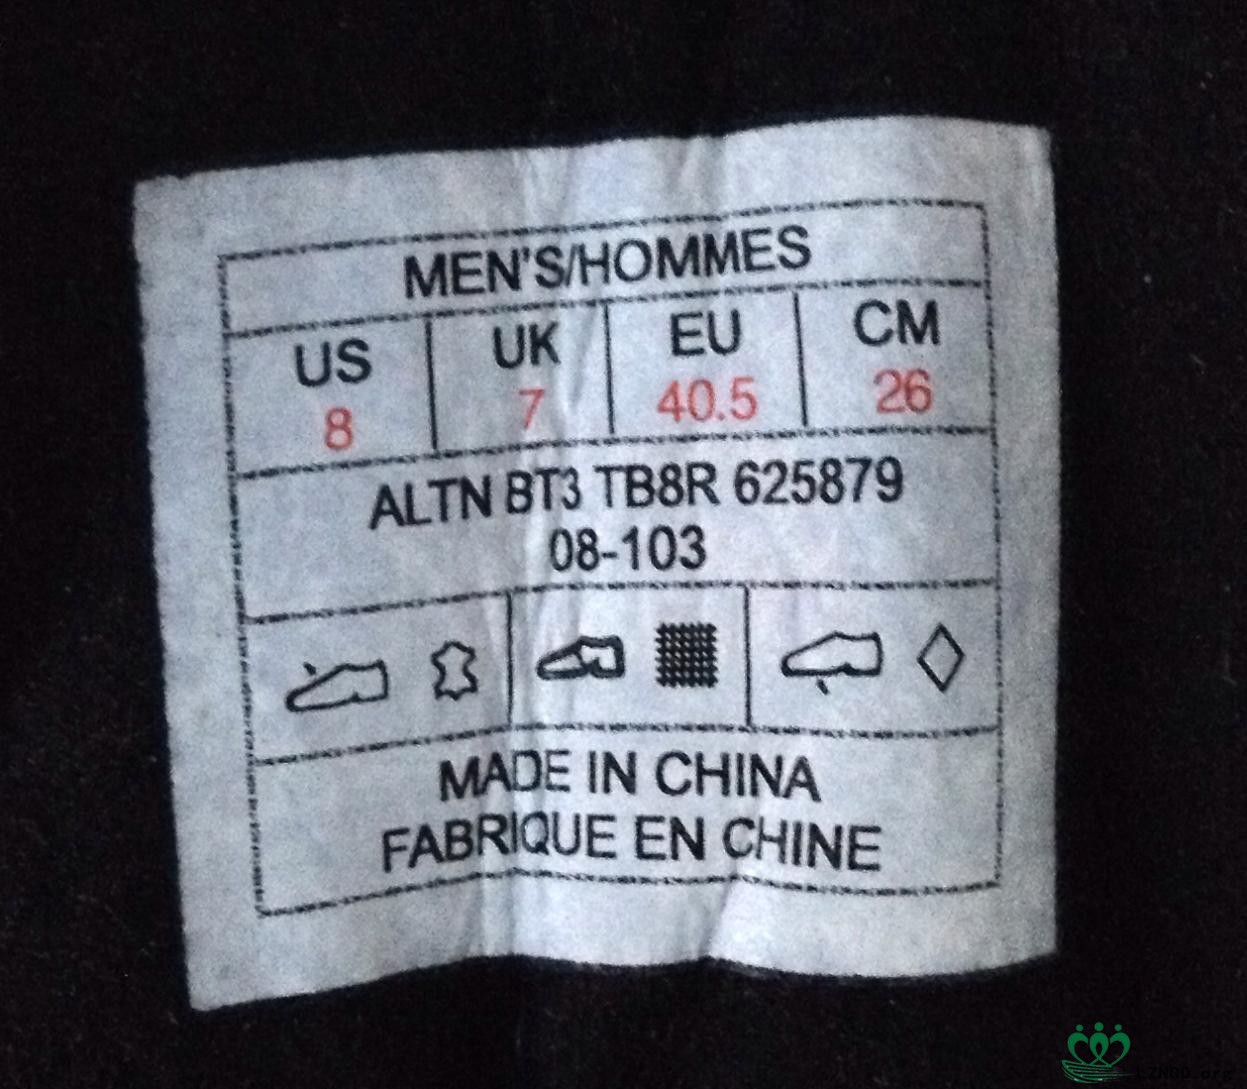 MEN'S/HOMMES
US UK EU CM
8 7 40.5 26
ALTN BT3 TB8R 625879
08-103
MADE IN CHINA
FABRIQUE EN CHINE